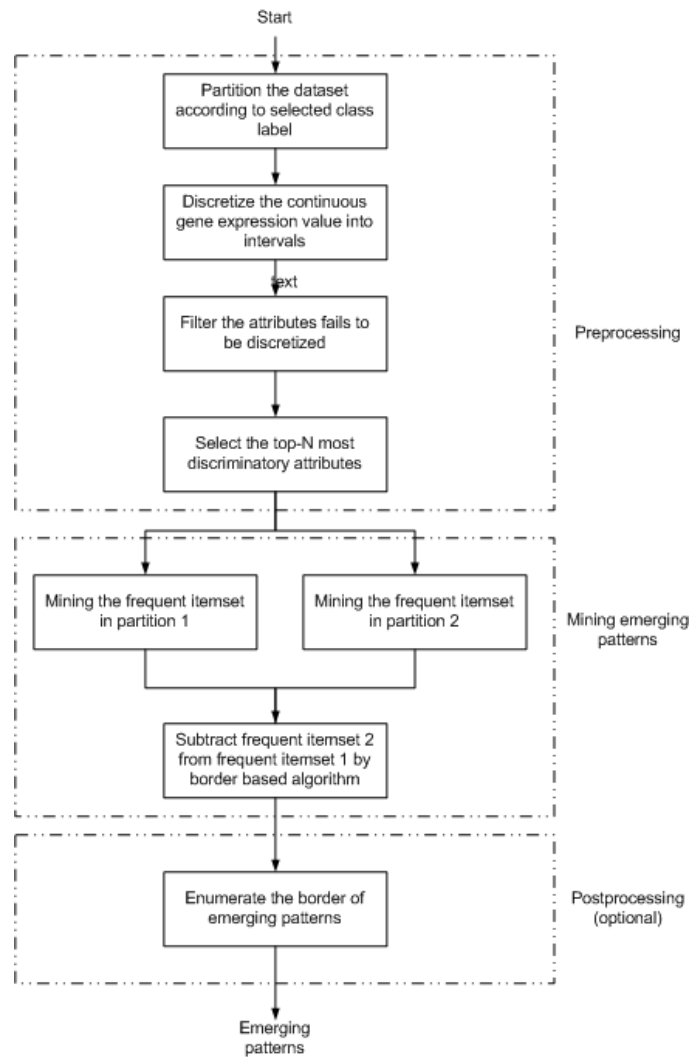 Start
Partition the dataset
according to selected class
label
Discretize the continuous
gene expression value into
intervals
text
Filter the attributes fails to
be discretized
Preprocessing
Select the top-N most
discriminatory attributes
Mining the frequent itemset
in partition 1
Mining the frequent itemset
in partition 2
Mining emerging
patterns
Subtract frequent itemset 2
from frequent itemset 1 by
border based algorithm
Enumerate the border of
emerging patterns
Postprocessing
(optional)
Emerging
patterns